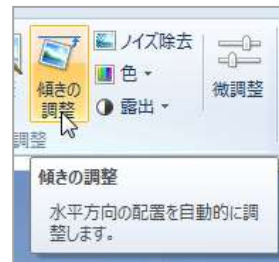 傾きの
調整
ノイズ除去
色
露出
微調整
調整
傾きの調整
水平方向の配置を自動的に調
整します。